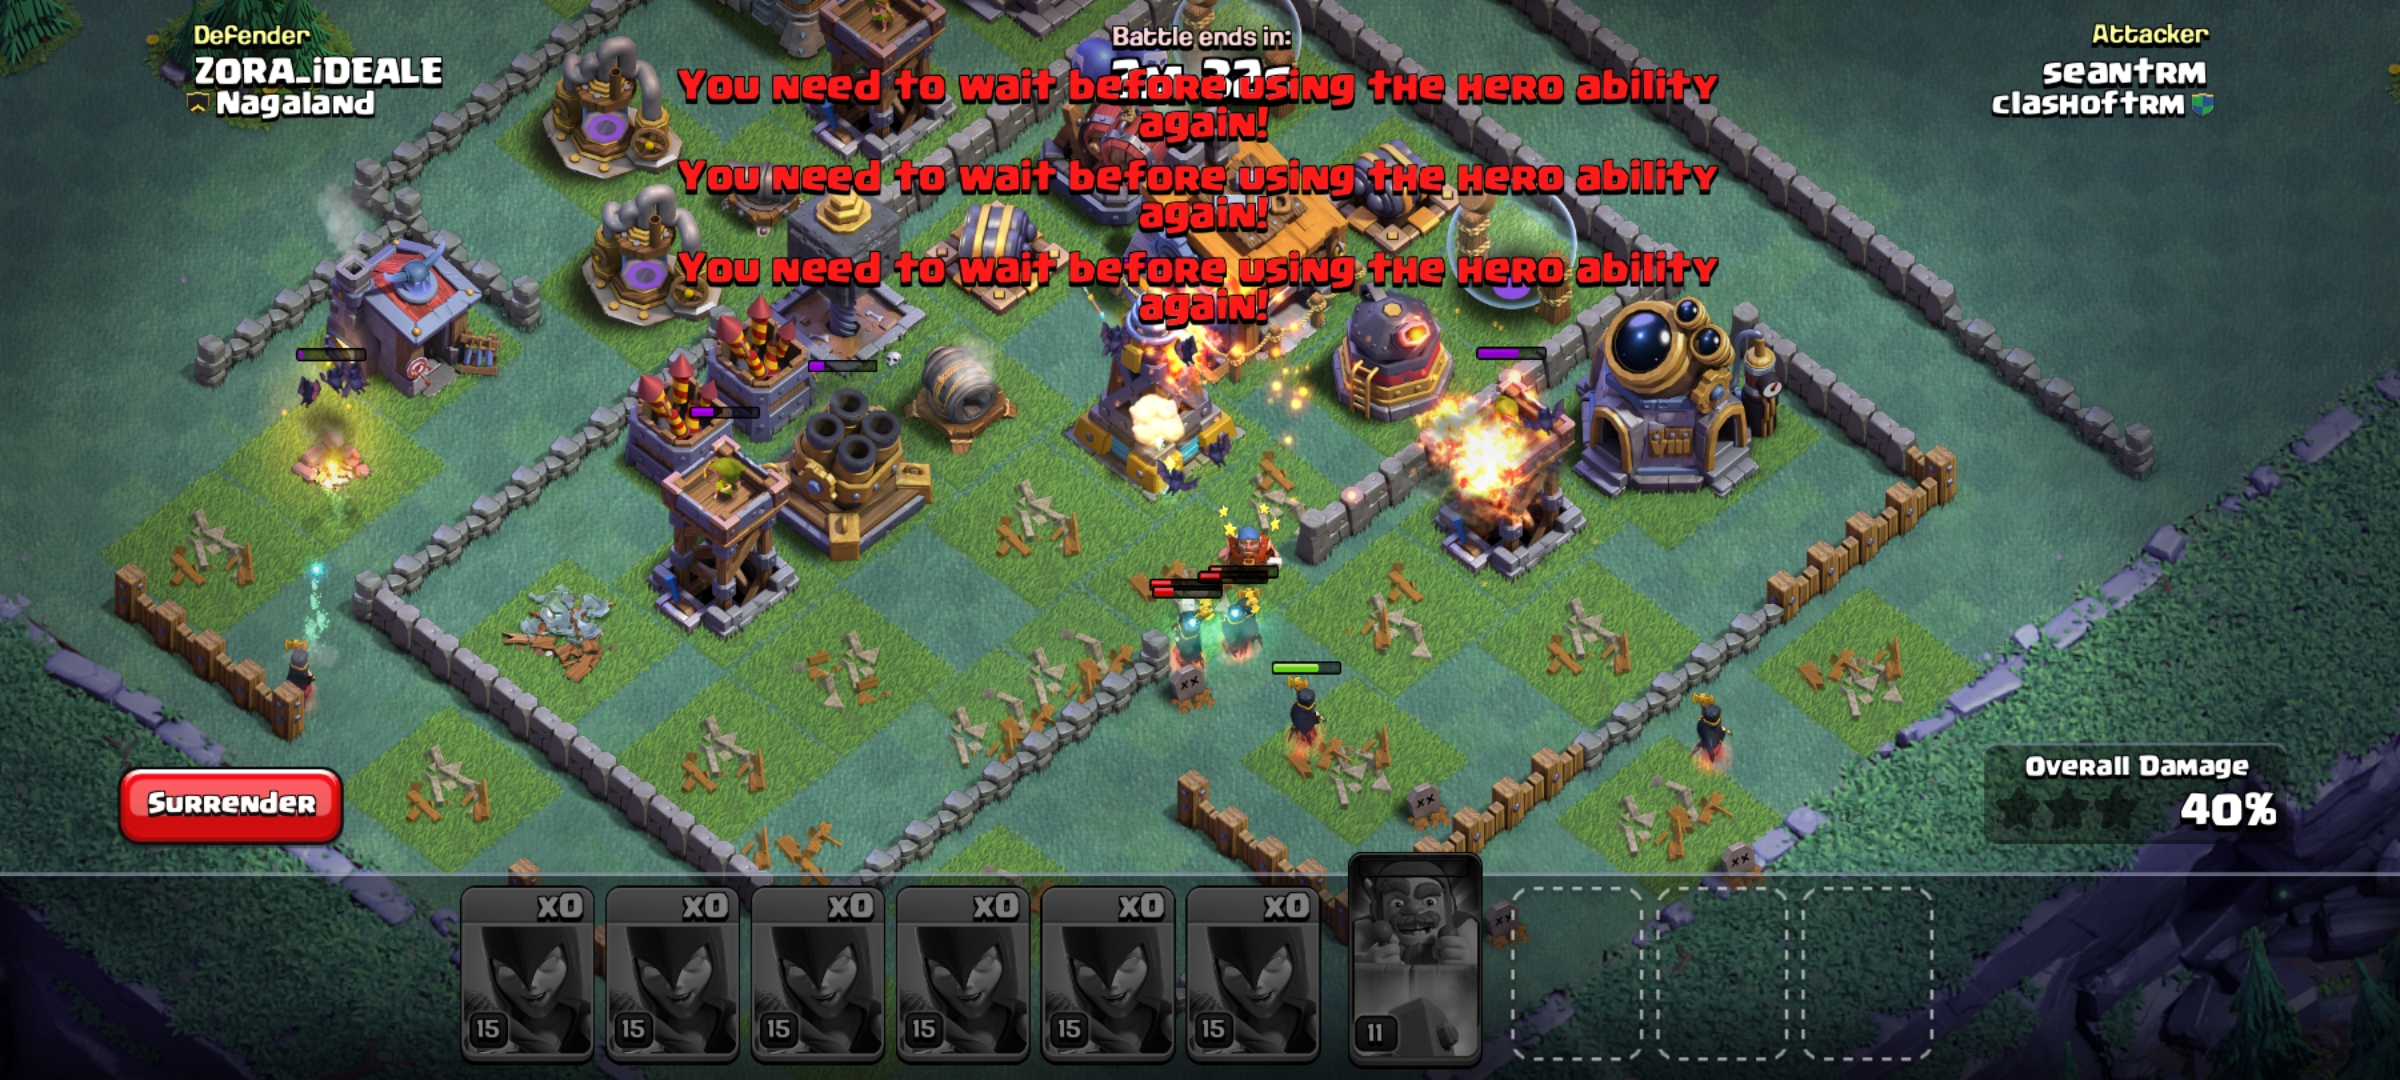 Defender
ZORA_iDEALE
Nagaland
Battle ends in:
Attacker
seantrm
clashoftrm
You need to wait before using the hero ability
again!
You need to wait before using the hero ability
again!
You need to wait before using the hero ability
again!
VIII
Surrender
Overall Damage
40%
x0 x0 x0 x0 x0 x0
15 15 15 15 15 15 11